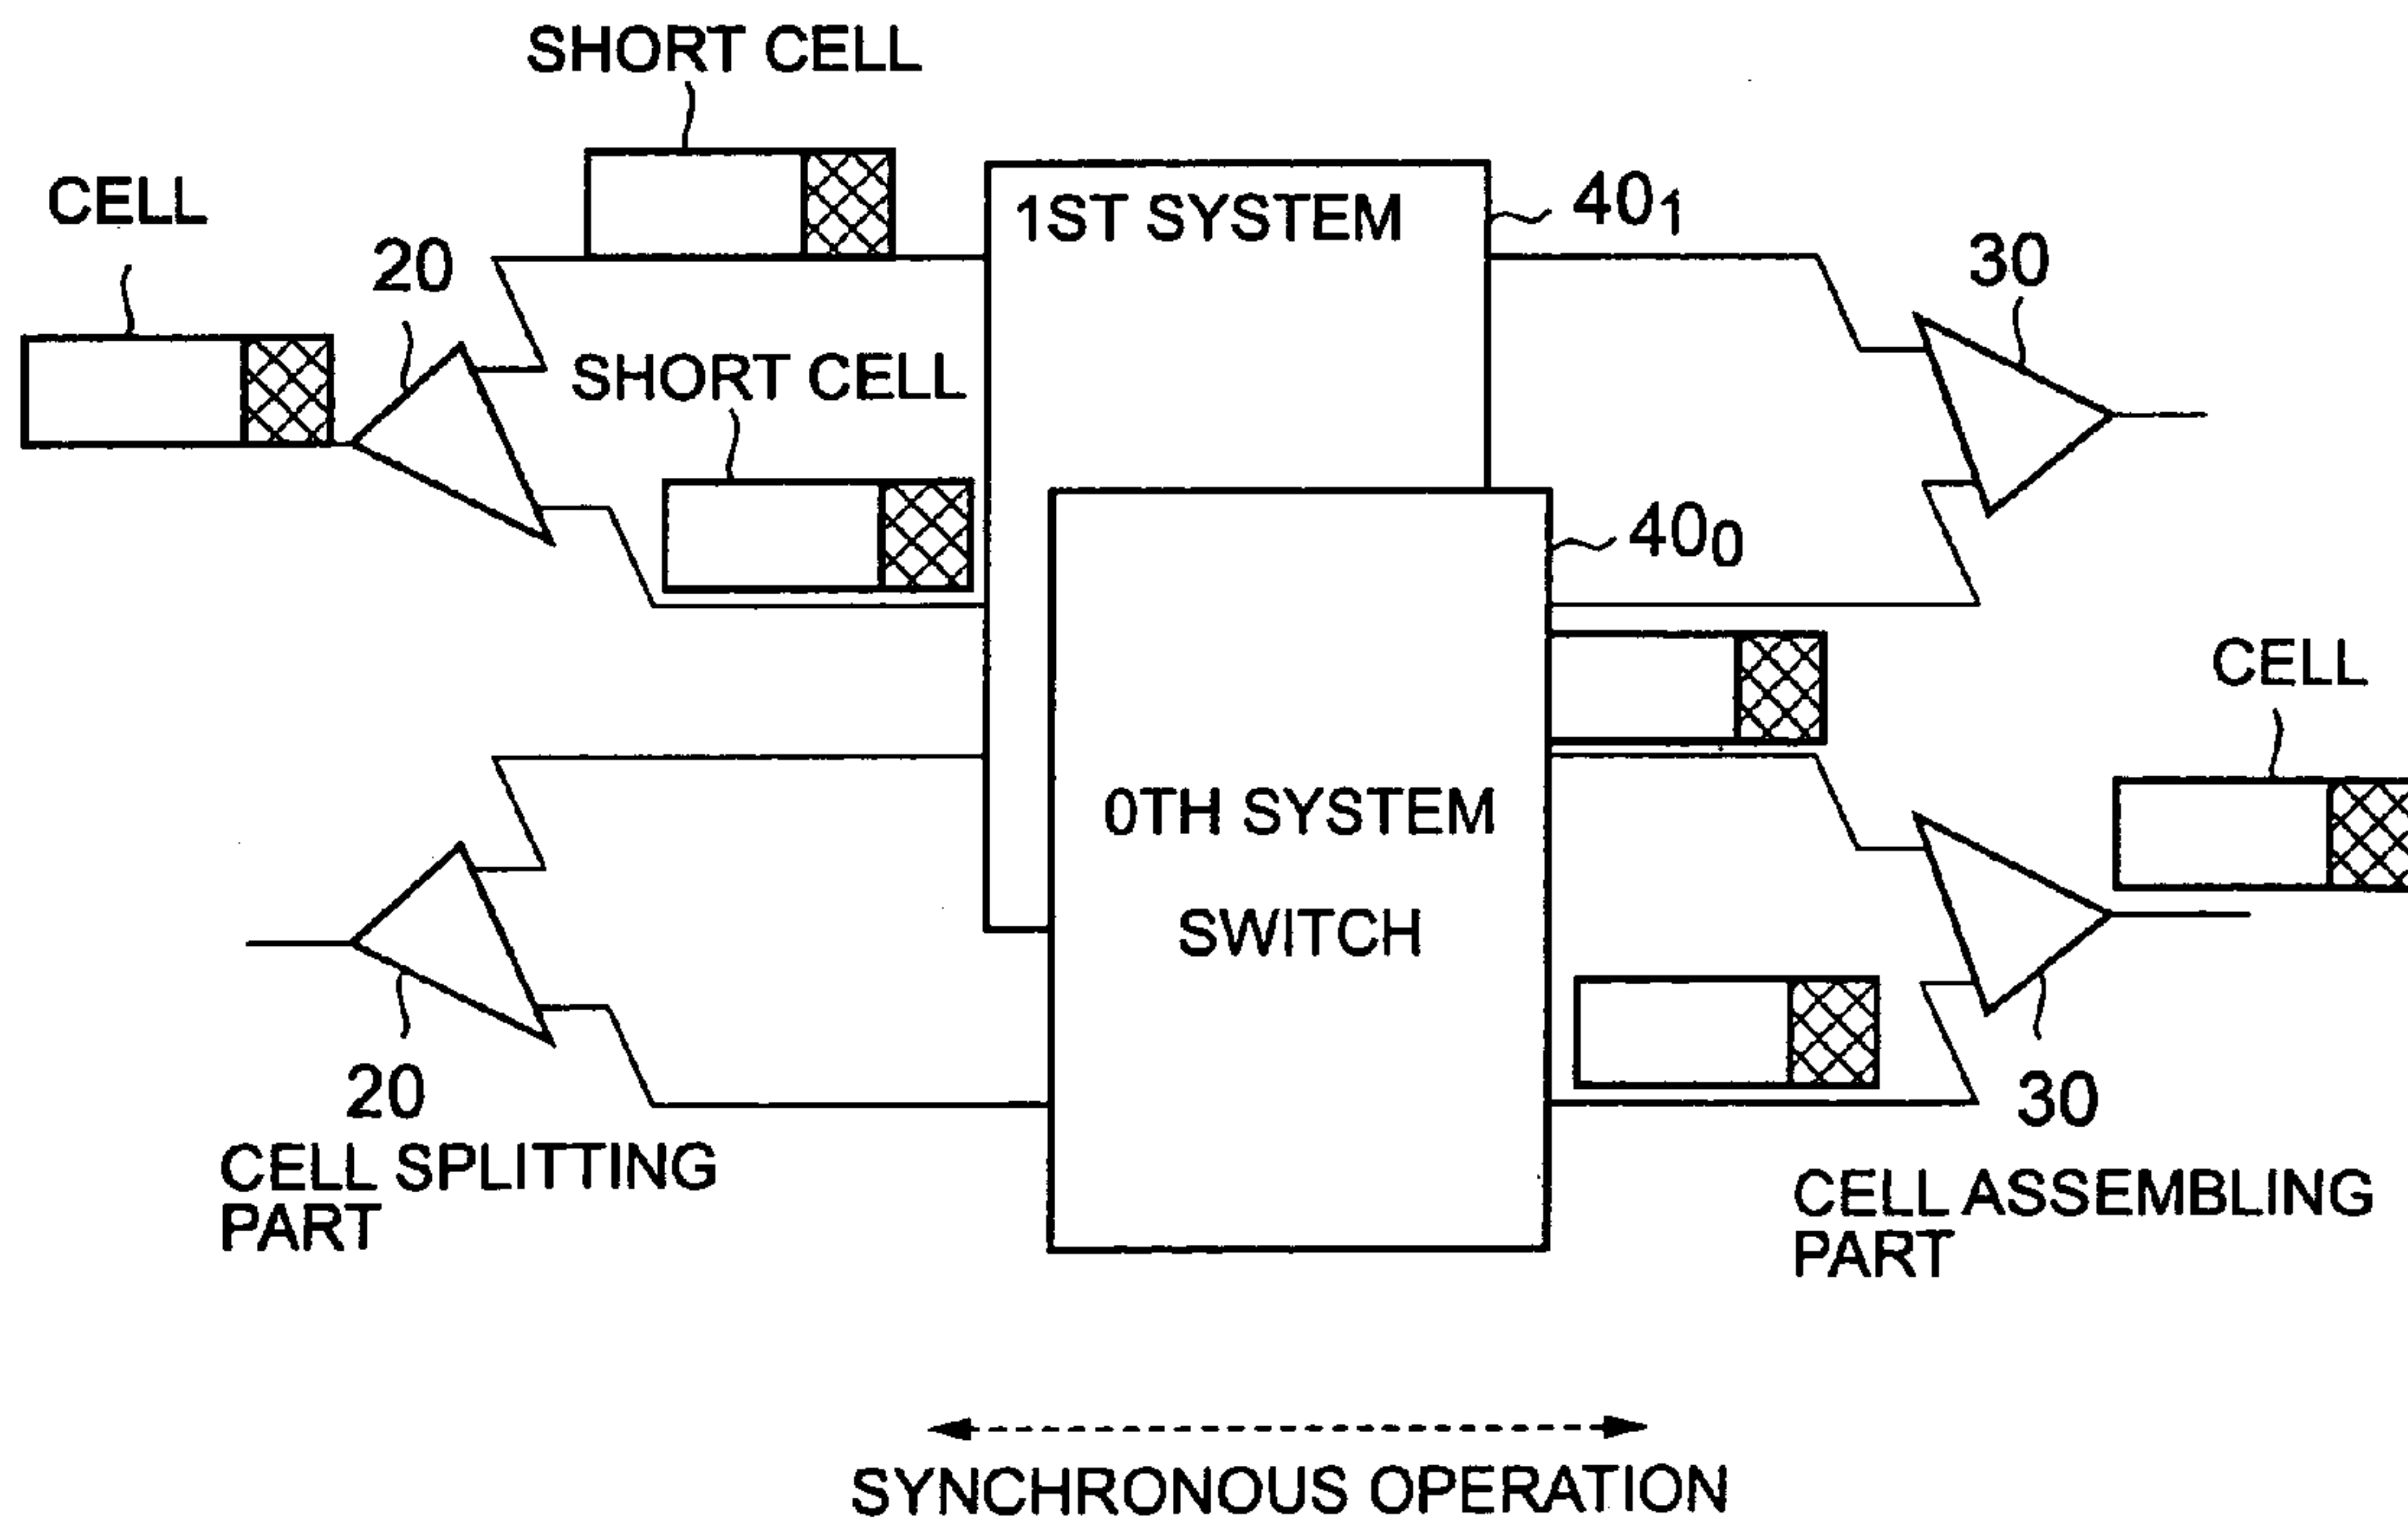 SHORT CELL
CELL
1ST SYSTEM
40₁
20
30
SHORT CELL
40₀
CELL
0TH SYSTEM
SWITCH
20
30
CELL SPLITTING
PART
CELL ASSEMBLING
PART
SYNCHRONOUS OPERATION